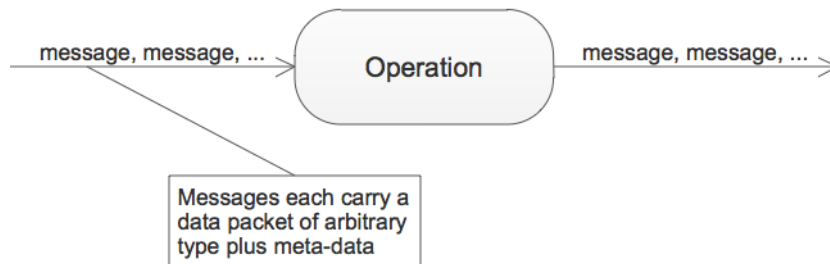 message, message, ...
Operation
message, message, ...
Messages each carry a
data packet of arbitrary
type plus meta-data